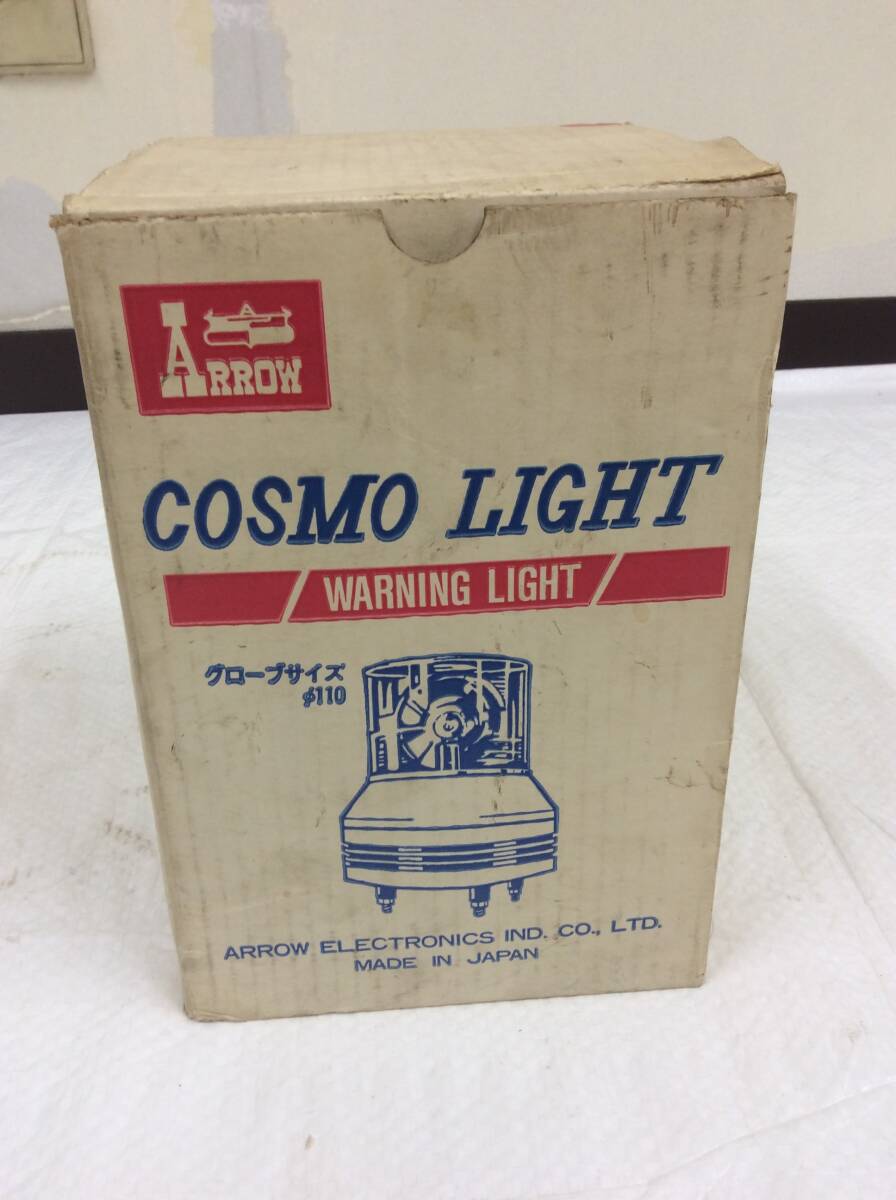 ARROW
COSMO LIGHT
WARNING LIGHT
グローブサイズ
φ110
ARROW ELECTRONICS IND. CO., LTD.
MADE IN JAPAN